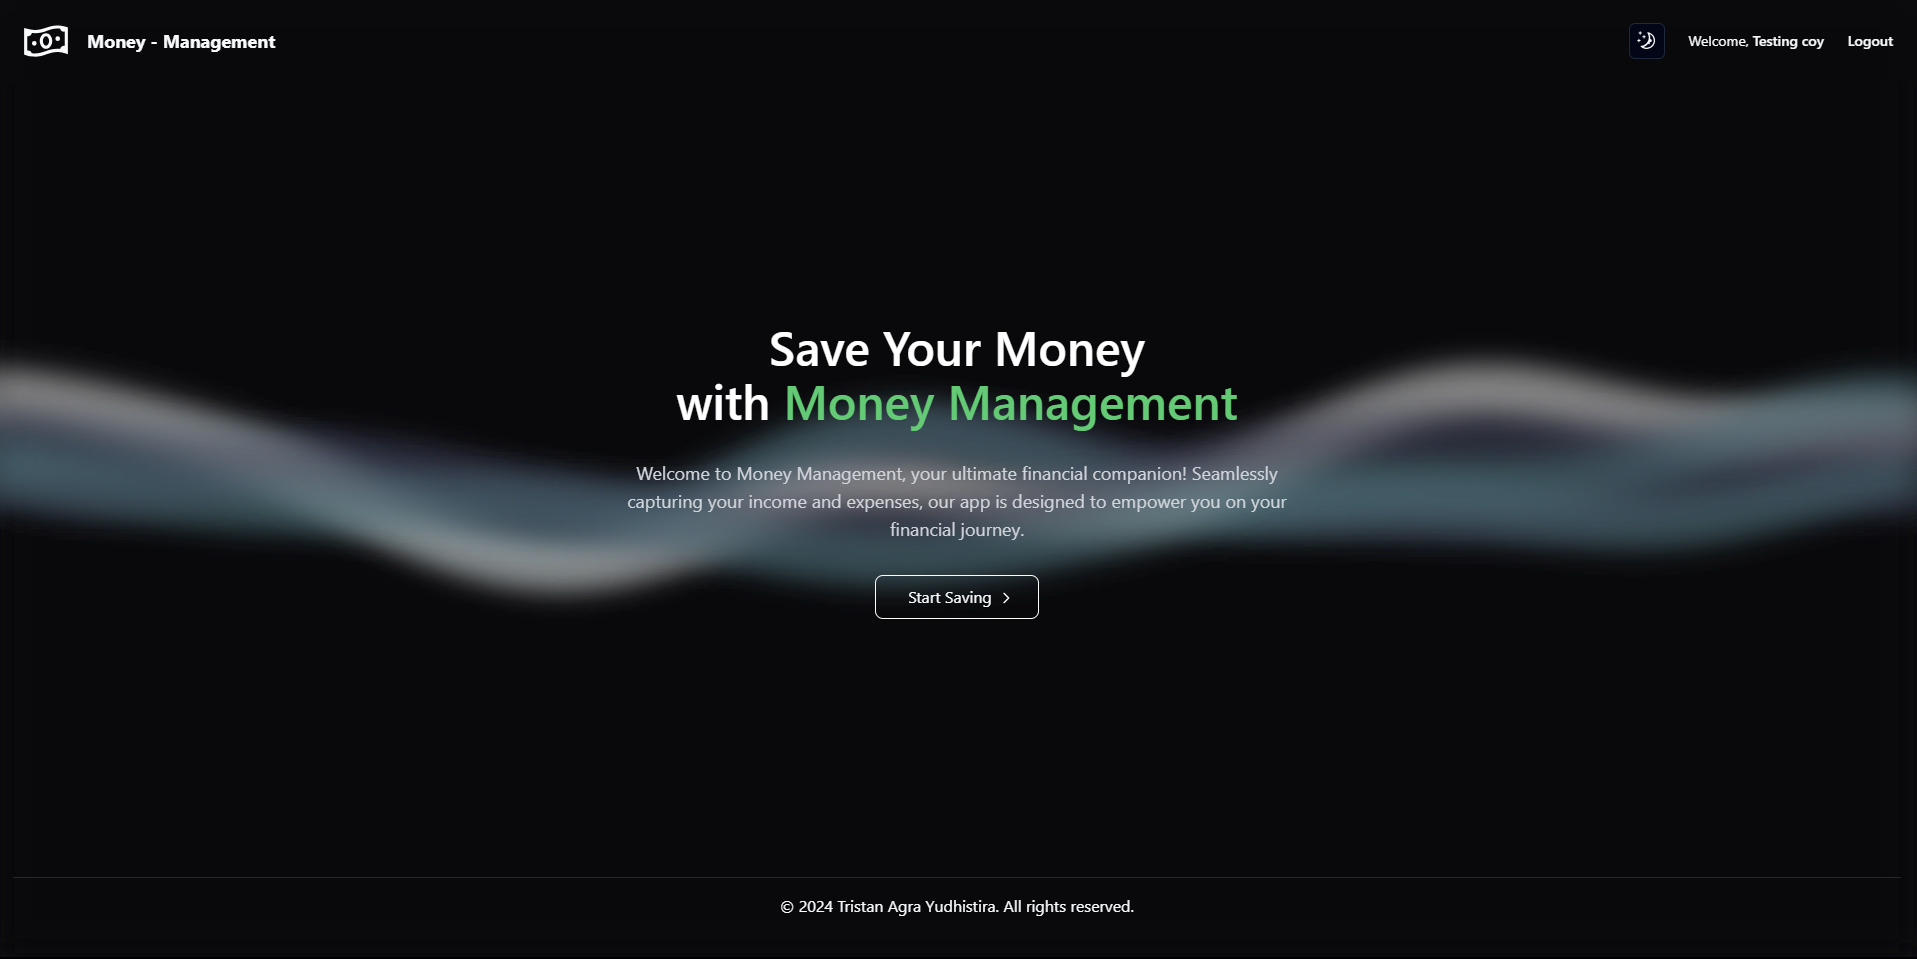 Money - Management
Welcome, Testing coy
Logout
Save Your Money
with Money Management
Welcome to Money Management, your ultimate financial companion! Seamlessly
capturing your income and expenses, our app is designed to empower you on your
financial journey.
Start Saving
© 2024 Tristan Agra Yudhistira. All rights reserved.